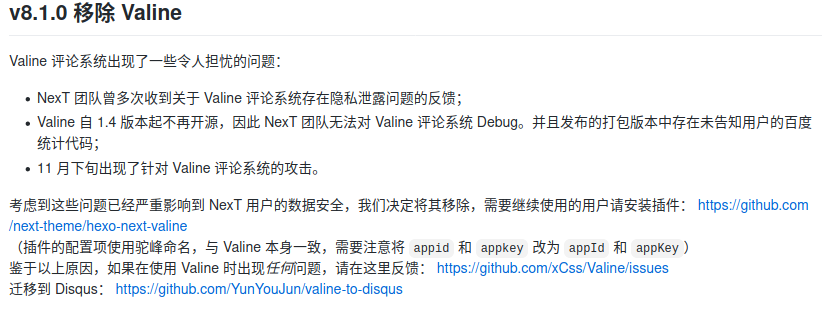 v8.1.0 移除 Valine
Valine 评论系统出现了一些令人担忧的问题：
• NexT 团队曾多次收到关于 Valine 评论系统存在隐私泄露问题的反馈；
• Valine 自 1.4 版本起不再开源，因此 NexT 团队无法对 Valine 评论系统 Debug。并且发布的打包版本中存在未告知用户的百度
统计代码；
• 11 月下旬出现了针对 Valine 评论系统的攻击。
考虑到这些问题已经严重影响到 NexT 用户的数据安全，我们决定将其移除，需要继续使用的用户请安装插件： https://github.com
/next-theme/hexo-next-valine
（插件的配置项使用驼峰命名，与 Valine 本身一致，需要注意将 appid 和 appkey 改为 appId 和 appKey）
鉴于以上原因，如果在使用 Valine 时出现任何问题，请在这里反馈： https://github.com/xCss/Valine/issues
迁移到 Disqus： https://github.com/YunYouJun/valine-to-disqus